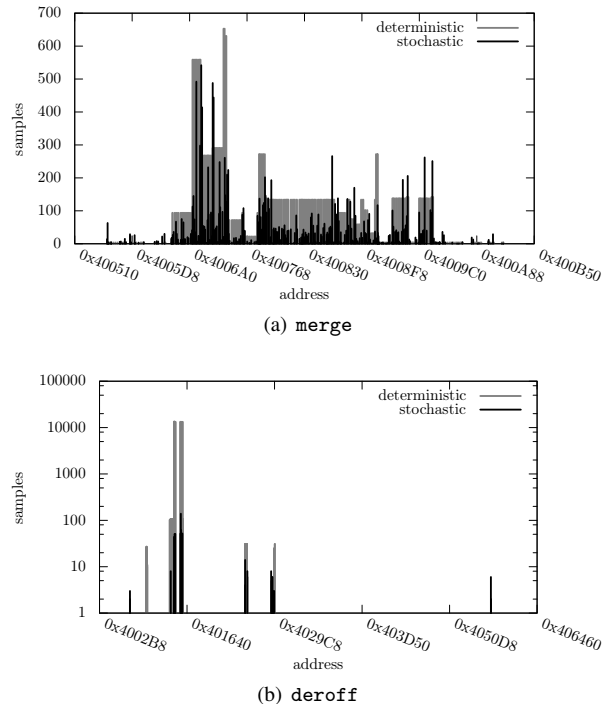 700
600
500
400
300
200
100
0
samples
deterministic
stochastic
0x400510
0x4005D8
0x4006A0
0x400768
0x400830
0x4008F8
0x4009C0
0x400A88
0x400B50
address
(a) merge
100000
10000
1000
100
10
1
samples
deterministic
stochastic
0x4002B8
0x401640
0x4029C8
0x403D50
0x4050D8
0x406460
address
(b) deroff